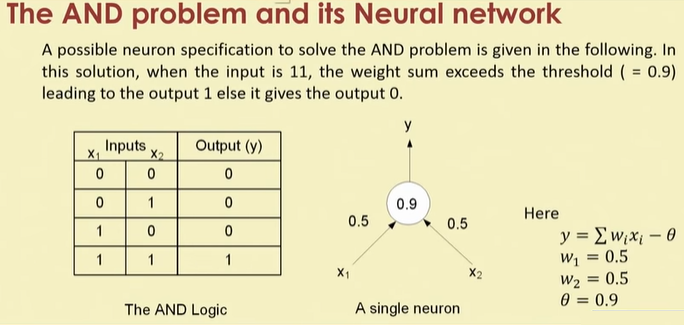 The AND problem and its Neural network
A possible neuron specification to solve the AND problem is given in the following. In
this solution, when the input is 11, the weight sum exceeds the threshold ( = 0.9)
leading to the output 1 else it gives the output 0.
x₁ Inputs x₂ Output (y)
0 0 0
0 1 0
1 0 0
1 1 1
The AND Logic
y
0.9
0.5 0.5
x₁ x₂
A single neuron
Here
y = ∑ wᵢxᵢ − θ
w₁ = 0.5
w₂ = 0.5
θ = 0.9